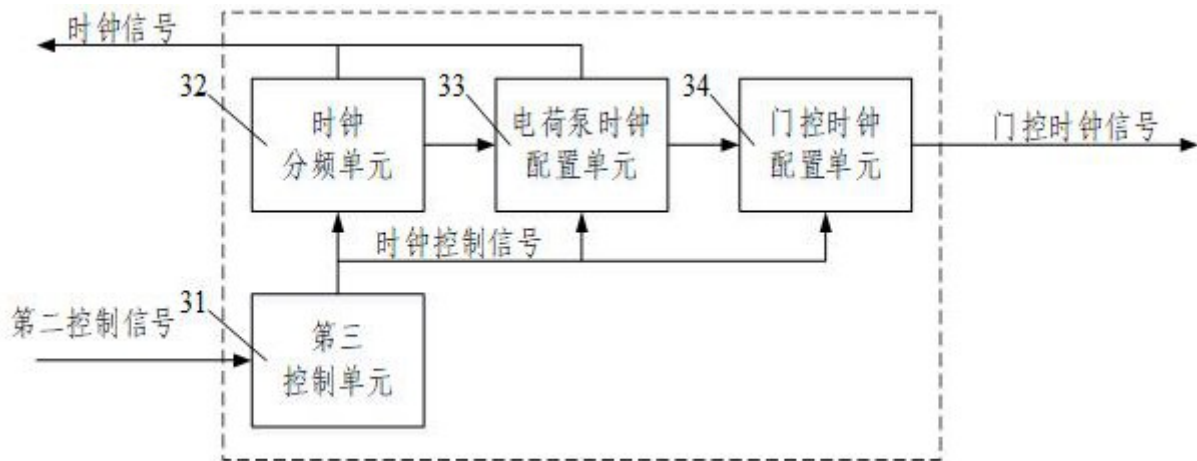 时钟信号
32
33
34
时钟
分频单元
电荷泵时钟
配置单元
门控时钟
配置单元
门控时钟信号
时钟控制信号
第二控制信号
31
第三
控制单元